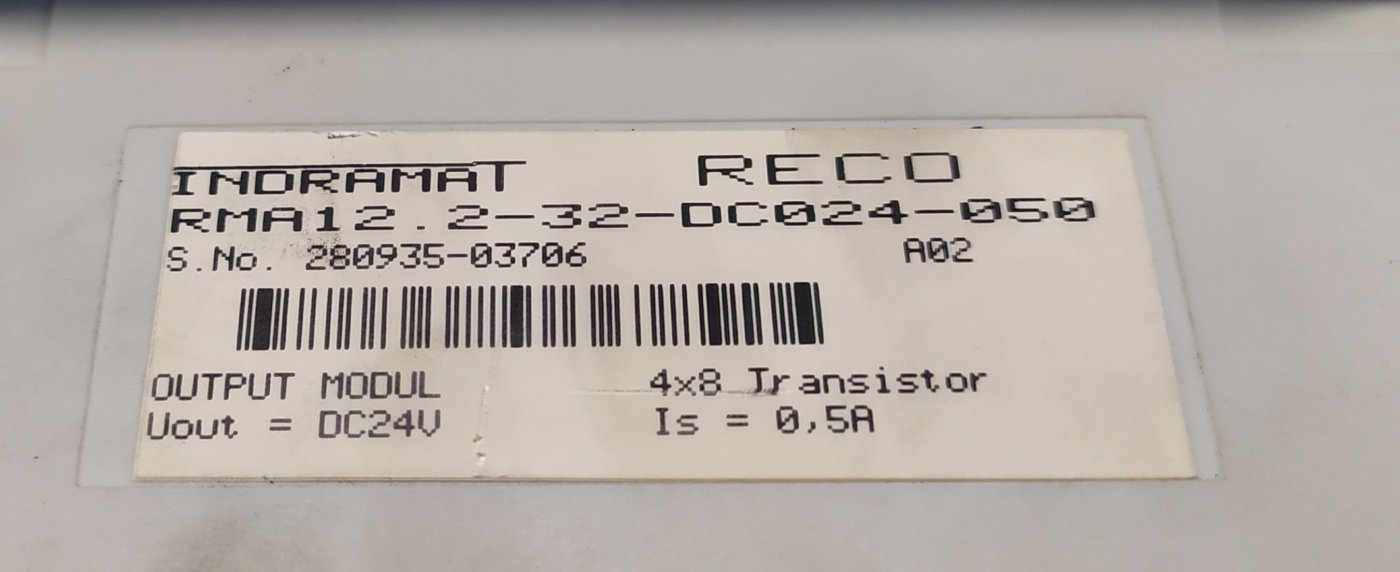 INDRAMAT RECO
RMA12.2-32-DC024-050
S.No. 280935-03706 A02
OUTPUT MODUL 4x8 Transistor
Uout = DC24V Is = 0,5A